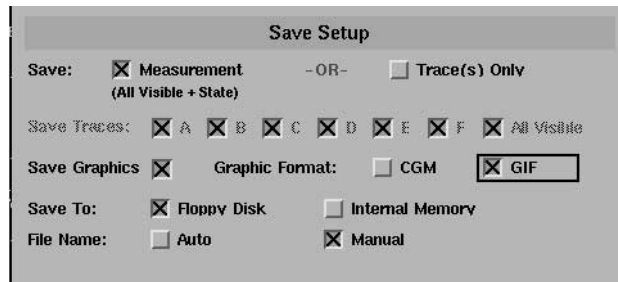 Save Setup
Save: Measurement -OR- Trace(s) Only
(All Visible + State)
Save Traces: A B C D E F All Visible
Save Graphics Graphic Format: CGM GIF
Save To: Floppy Disk Internal Memory
File Name: Auto Manual